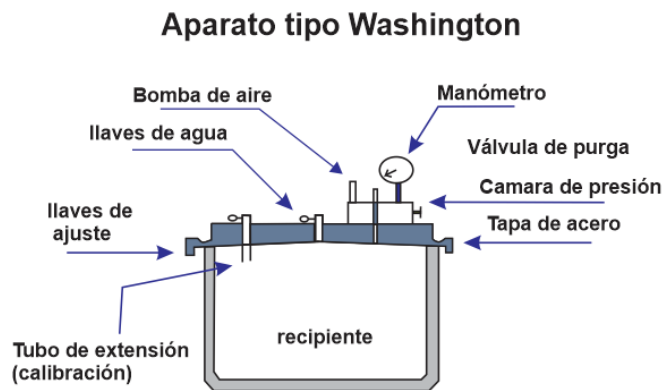 Aparato tipo Washington
Bomba de aire
Manómetro
llaves de agua
Válvula de purga
Camara de presión
llaves de
ajuste
Tapa de acero
Tubo de extensión
(calibración)
recipiente